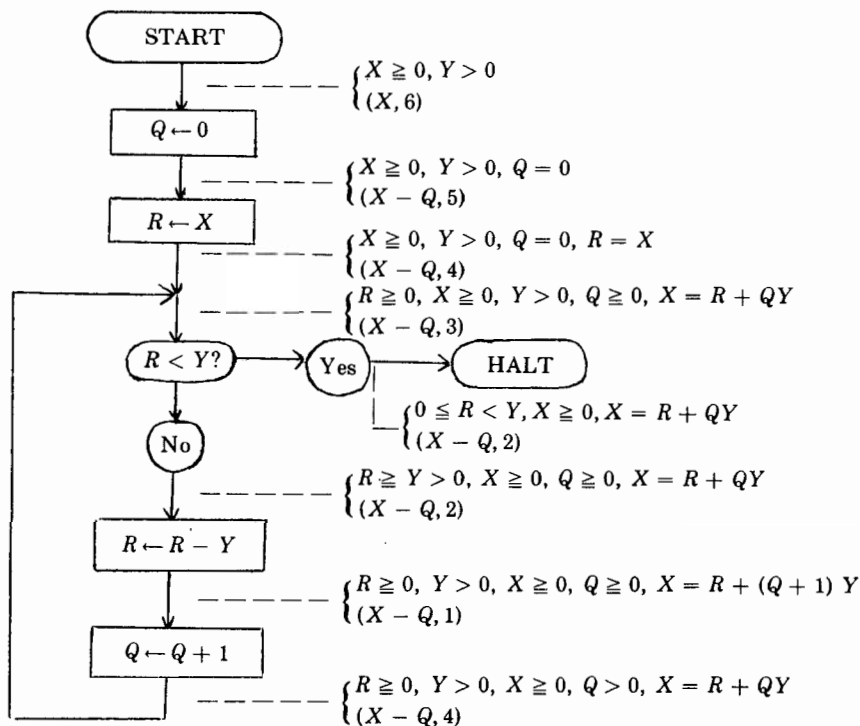 START
X ≧ 0, Y > 0
(X, 6)
Q ← 0
X ≧ 0, Y > 0, Q = 0
(X − Q, 5)
R ← X
X ≧ 0, Y > 0, Q = 0, R = X
(X − Q, 4)
R ≧ 0, X ≧ 0, Y > 0, Q ≧ 0, X = R + QY
(X − Q, 3)
R < Y?
Yes
HALT
0 ≦ R < Y, X ≧ 0, X = R + QY
(X − Q, 2)
No
R ≧ Y > 0, X ≧ 0, Q ≧ 0, X = R + QY
(X − Q, 2)
R ← R − Y
R ≧ 0, Y > 0, X ≧ 0, Q ≧ 0, X = R + (Q + 1) Y
(X − Q, 1)
Q ← Q + 1
R ≧ 0, Y > 0, X ≧ 0, Q > 0, X = R + QY
(X − Q, 4)